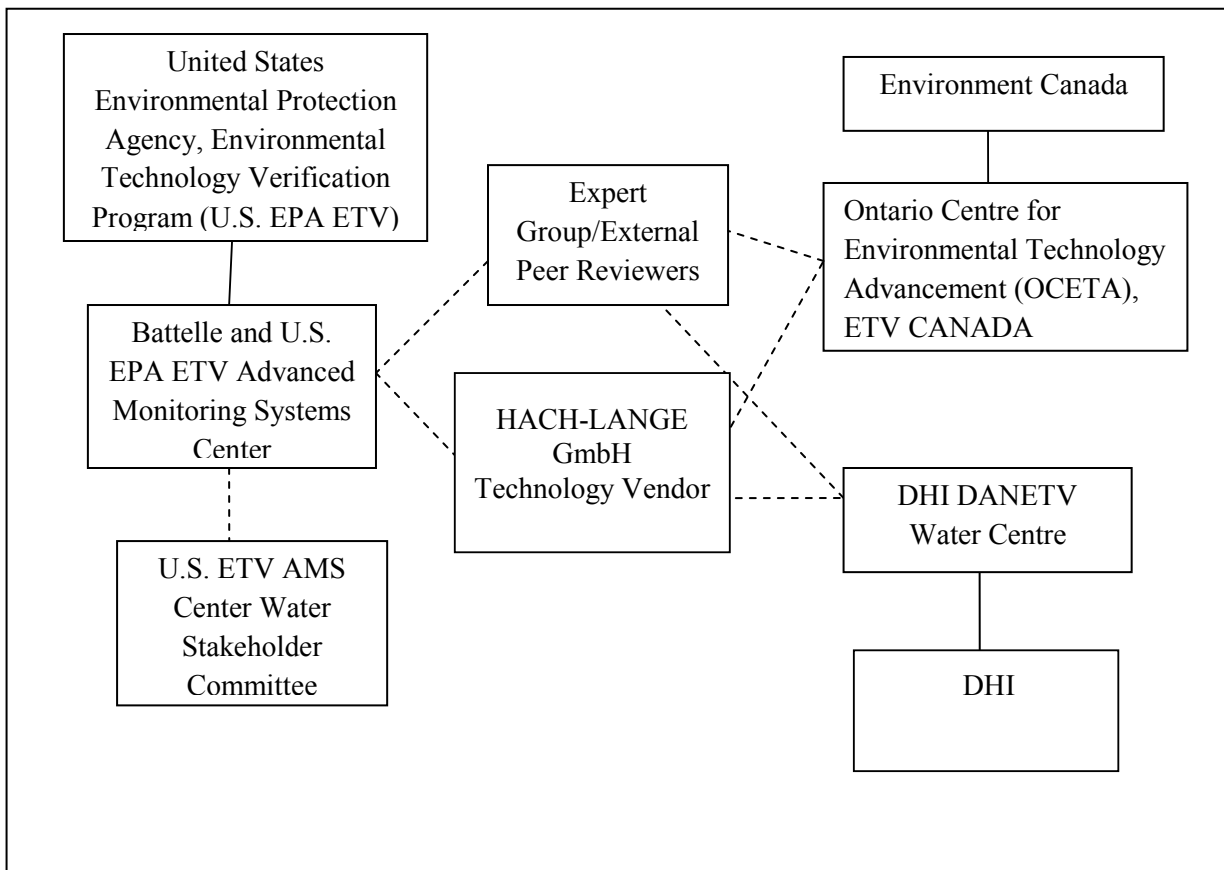 United States
Environmental Protection
Agency, Environmental
Technology Verification
Program (U.S. EPA ETV)
Environment Canada
Expert
Group/External
Peer Reviewers
Ontario Centre for
Environmental Technology
Advancement (OCETA),
ETV CANADA
Battelle and U.S.
EPA ETV Advanced
Monitoring Systems
Center
HACH-LANGE
GmbH
Technology Vendor
DHI DANETV
Water Centre
U.S. ETV AMS
Center Water
Stakeholder
Committee
DHI